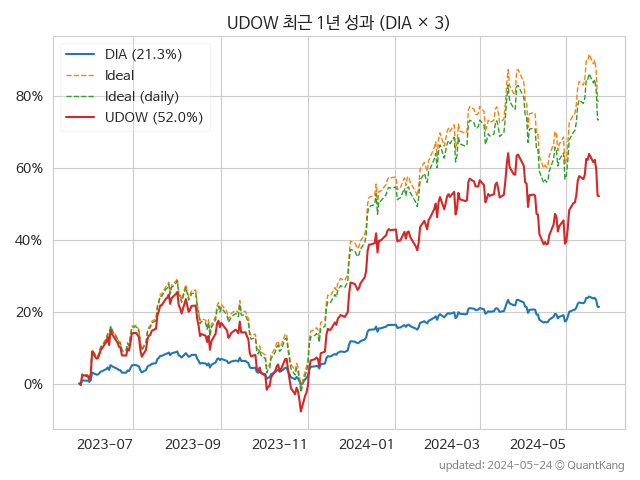 UDOW 최근 1년 성과 (DIA × 3)
DIA (21.3%)
Ideal
Ideal (daily)
UDOW (52.0%)
80%
60%
40%
20%
0%
2023-07 2023-09 2023-11 2024-01 2024-03 2024-05
updated: 2024-05-24 © QuantKang